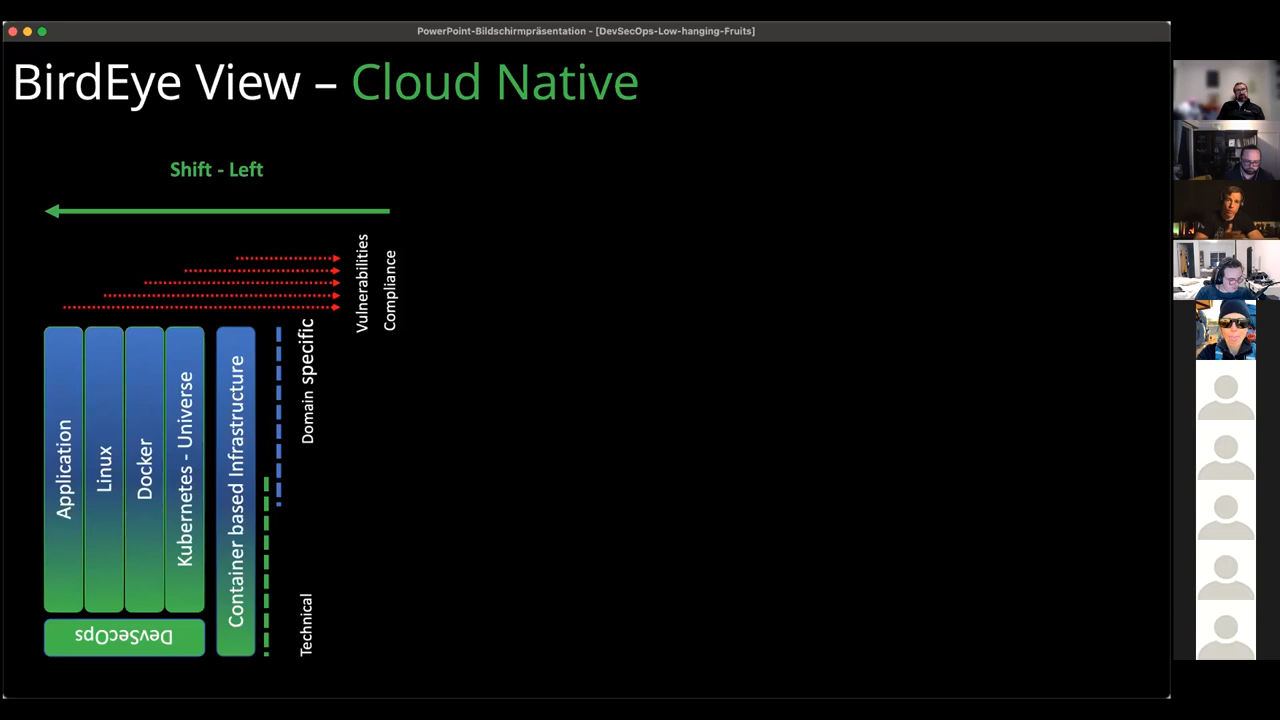 PowerPoint-Bildschirmpräsentation - [DevSecOps-Low-hanging-Fruits]
BirdEye View – Cloud Native
Shift - Left
Vulnerabilities
Compliance
Application
Linux
Docker
Kubernetes - Universe
Container based Infrastructure
Domain specific
Technical
DevSecOps